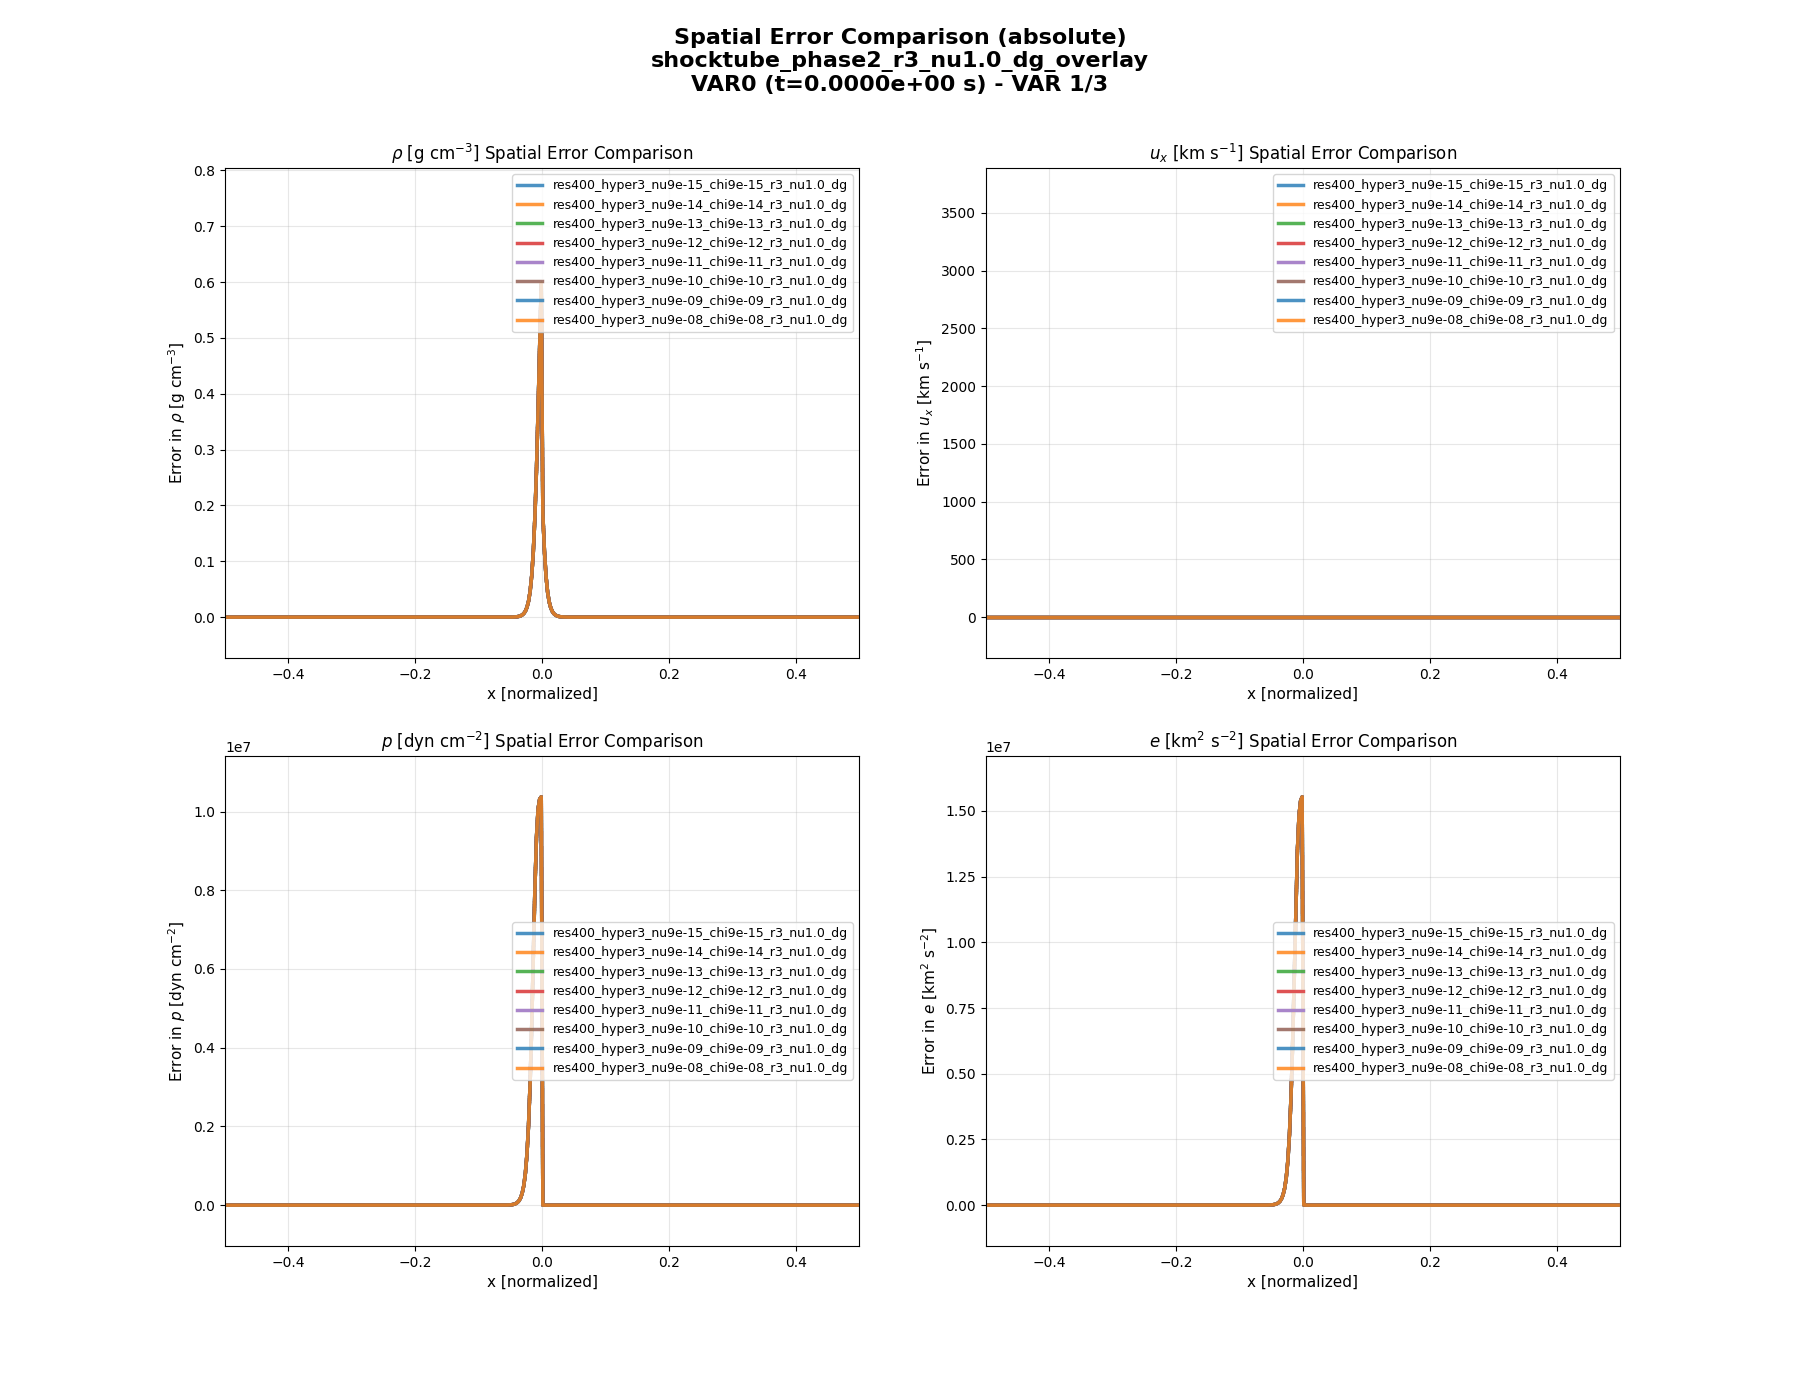 Spatial Error Comparison (absolute)
shocktube_phase2_r3_nu1.0_dg_overlay
VAR0 (t=0.0000e+00 s) - VAR 1/3
ρ [g cm⁻³] Spatial Error Comparison
0.8
0.7
0.6
0.5
0.4
0.3
0.2
0.1
0.0
Error in ρ [g cm⁻³]
res400_hyper3_nu9e-15_chi9e-15_r3_nu1.0_dg
res400_hyper3_nu9e-14_chi9e-14_r3_nu1.0_dg
res400_hyper3_nu9e-13_chi9e-13_r3_nu1.0_dg
res400_hyper3_nu9e-12_chi9e-12_r3_nu1.0_dg
res400_hyper3_nu9e-11_chi9e-11_r3_nu1.0_dg
res400_hyper3_nu9e-10_chi9e-10_r3_nu1.0_dg
res400_hyper3_nu9e-09_chi9e-09_r3_nu1.0_dg
res400_hyper3_nu9e-08_chi9e-08_r3_nu1.0_dg
−0.4 −0.2 0.0 0.2 0.4
x [normalized]
uₓ [km s⁻¹] Spatial Error Comparison
3500
3000
2500
2000
1500
1000
500
0
Error in uₓ [km s⁻¹]
res400_hyper3_nu9e-15_chi9e-15_r3_nu1.0_dg
res400_hyper3_nu9e-14_chi9e-14_r3_nu1.0_dg
res400_hyper3_nu9e-13_chi9e-13_r3_nu1.0_dg
res400_hyper3_nu9e-12_chi9e-12_r3_nu1.0_dg
res400_hyper3_nu9e-11_chi9e-11_r3_nu1.0_dg
res400_hyper3_nu9e-10_chi9e-10_r3_nu1.0_dg
res400_hyper3_nu9e-09_chi9e-09_r3_nu1.0_dg
res400_hyper3_nu9e-08_chi9e-08_r3_nu1.0_dg
−0.4 −0.2 0.0 0.2 0.4
x [normalized]
p [dyn cm⁻²] Spatial Error Comparison
1e7
1.0
0.8
0.6
0.4
0.2
0.0
Error in p [dyn cm⁻²]
res400_hyper3_nu9e-15_chi9e-15_r3_nu1.0_dg
res400_hyper3_nu9e-14_chi9e-14_r3_nu1.0_dg
res400_hyper3_nu9e-13_chi9e-13_r3_nu1.0_dg
res400_hyper3_nu9e-12_chi9e-12_r3_nu1.0_dg
res400_hyper3_nu9e-11_chi9e-11_r3_nu1.0_dg
res400_hyper3_nu9e-10_chi9e-10_r3_nu1.0_dg
res400_hyper3_nu9e-09_chi9e-09_r3_nu1.0_dg
res400_hyper3_nu9e-08_chi9e-08_r3_nu1.0_dg
−0.4 −0.2 0.0 0.2 0.4
x [normalized]
e [km² s⁻²] Spatial Error Comparison
1e7
1.50
1.25
1.00
0.75
0.50
0.25
0.00
Error in e [km² s⁻²]
res400_hyper3_nu9e-15_chi9e-15_r3_nu1.0_dg
res400_hyper3_nu9e-14_chi9e-14_r3_nu1.0_dg
res400_hyper3_nu9e-13_chi9e-13_r3_nu1.0_dg
res400_hyper3_nu9e-12_chi9e-12_r3_nu1.0_dg
res400_hyper3_nu9e-11_chi9e-11_r3_nu1.0_dg
res400_hyper3_nu9e-10_chi9e-10_r3_nu1.0_dg
res400_hyper3_nu9e-09_chi9e-09_r3_nu1.0_dg
res400_hyper3_nu9e-08_chi9e-08_r3_nu1.0_dg
−0.4 −0.2 0.0 0.2 0.4
x [normalized]